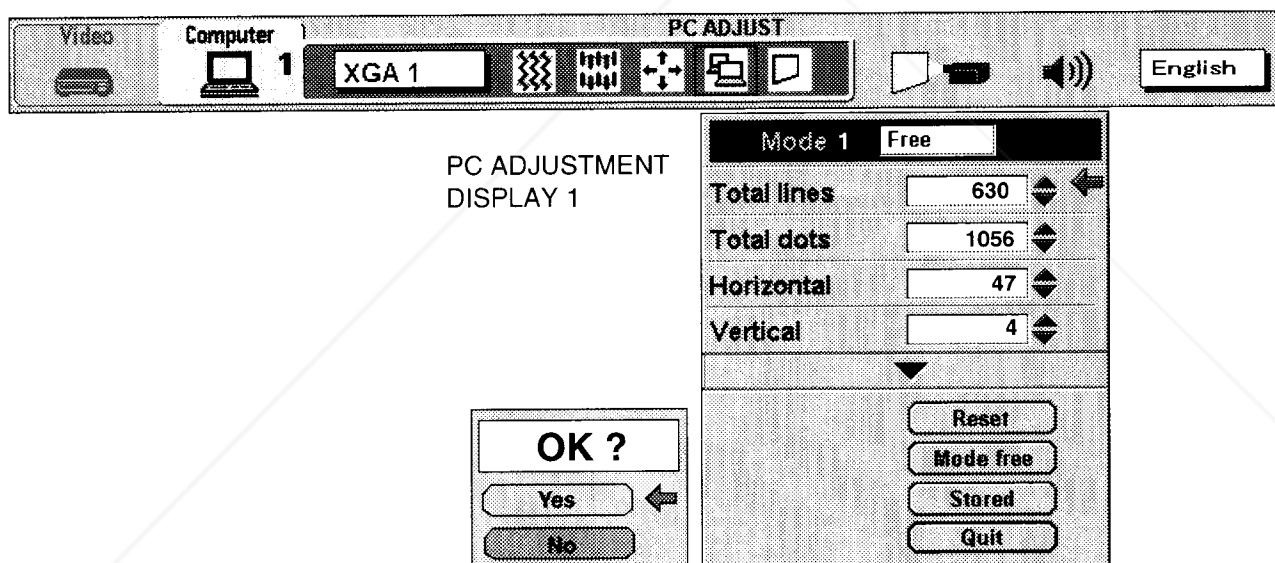 PC ADJUST
Video
Computer
1
XGA 1
English
PC ADJUSTMENT
DISPLAY 1
Mode 1 Free
Total lines 630
Total dots 1056
Horizontal 47
Vertical 4
OK ?
Yes
No
Reset
Mode free
Stored
Quit